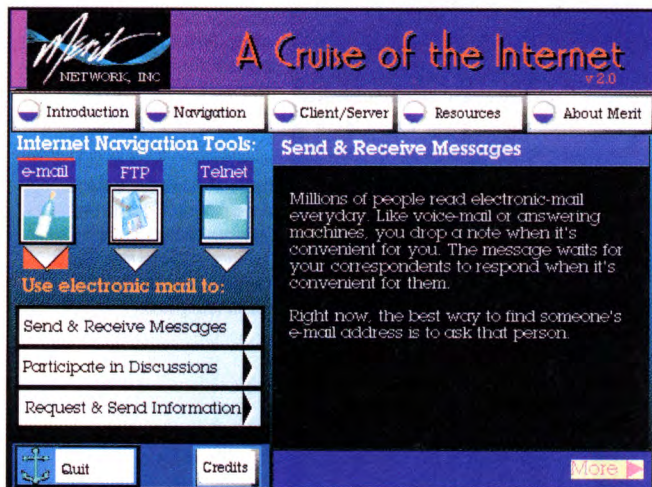 Merit
NETWORK, INC
A Cruise of the Internet
v 2.0
Introduction
Navigation
Client/Server
Resources
About Merit
Internet Navigation Tools:
e-mail
FTP
Telnet
Use electronic mail to:
Send & Receive Messages
Participate in Discussions
Request & Send Information
Quit
Credits
Send & Receive Messages
Millions of people read electronic-mail
everyday. Like voice-mail or answering
machines, you drop a note when it's
convenient for you. The message waits for
your correspondents to respond when it's
convenient for them.
Right now, the best way to find someone's
e-mail address is to ask that person.
More